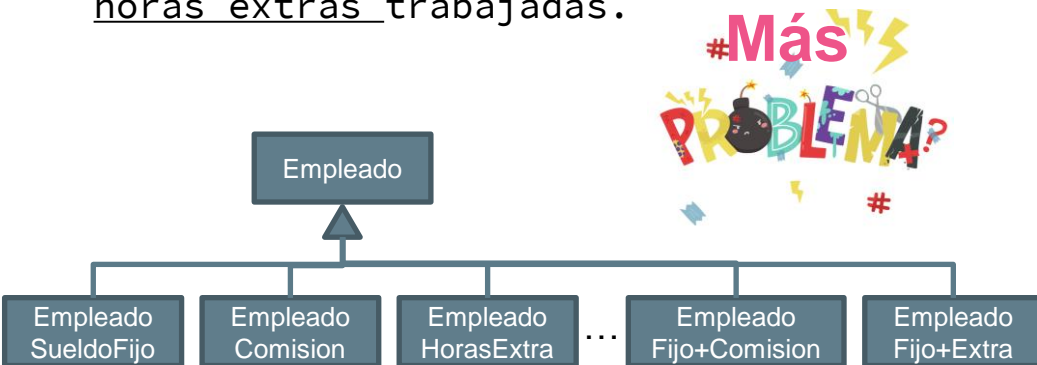 horas extras trabajadas.
#Más
PROBLEMA?
#
Empleado
Empleado
SueldoFijo
Empleado
Comision
Empleado
HorasExtra
...
Empleado
Fijo+Comision
Empleado
Fijo+Extra